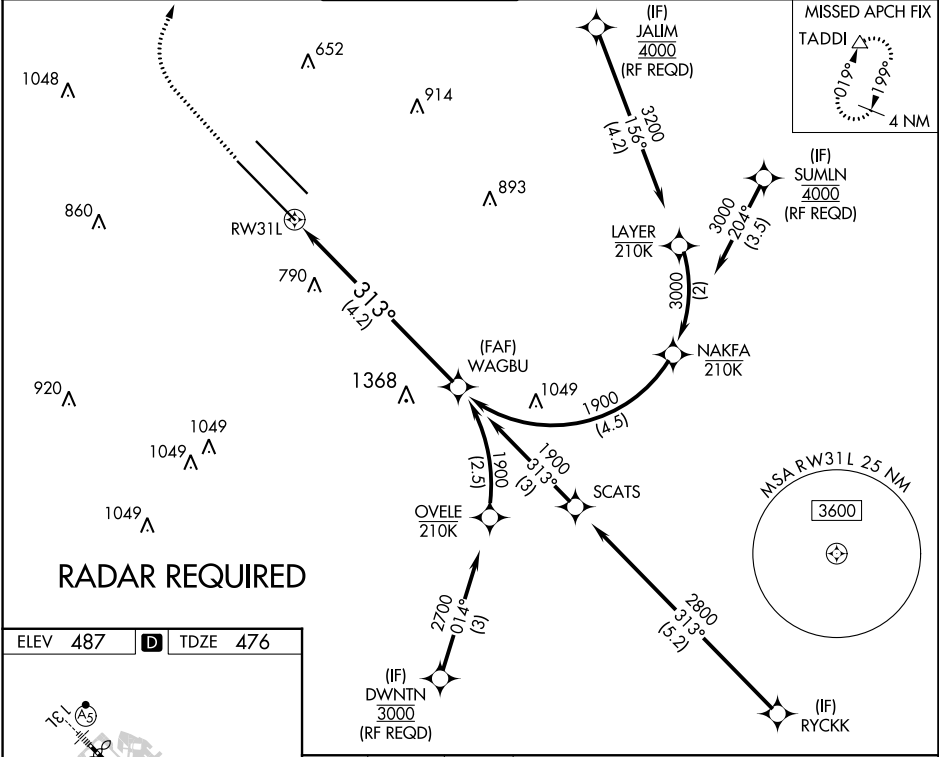 MISSED APCH FIX
TADDI
019°
199°
4 NM
(IF)
JALIM
4000
(RF REQD)
652
1048
914
3200
156°
(4.2)
(IF)
SUMLN
4000
(RF REQD)
893
3000
204°
(3.5)
860
RW31L
LAYER
210K
790
3000
(2)
313°
(4.2)
(FAF)
WAGBU
NAKFA
210K
1368
1049
920
1900
(4.5)
1049
1049
1900
(2.5)
1900
313°
(3)
MSA RW31L 25 NM
3600
SCATS
OVELE
210K
1049
RADAR REQUIRED
2700
014°
(3)
2800
313°
(5.2)
ELEV 487
D
TDZE 476
(IF)
DWNTN
3000
(RF REQD)
(IF)
RYCKK
13L
A5